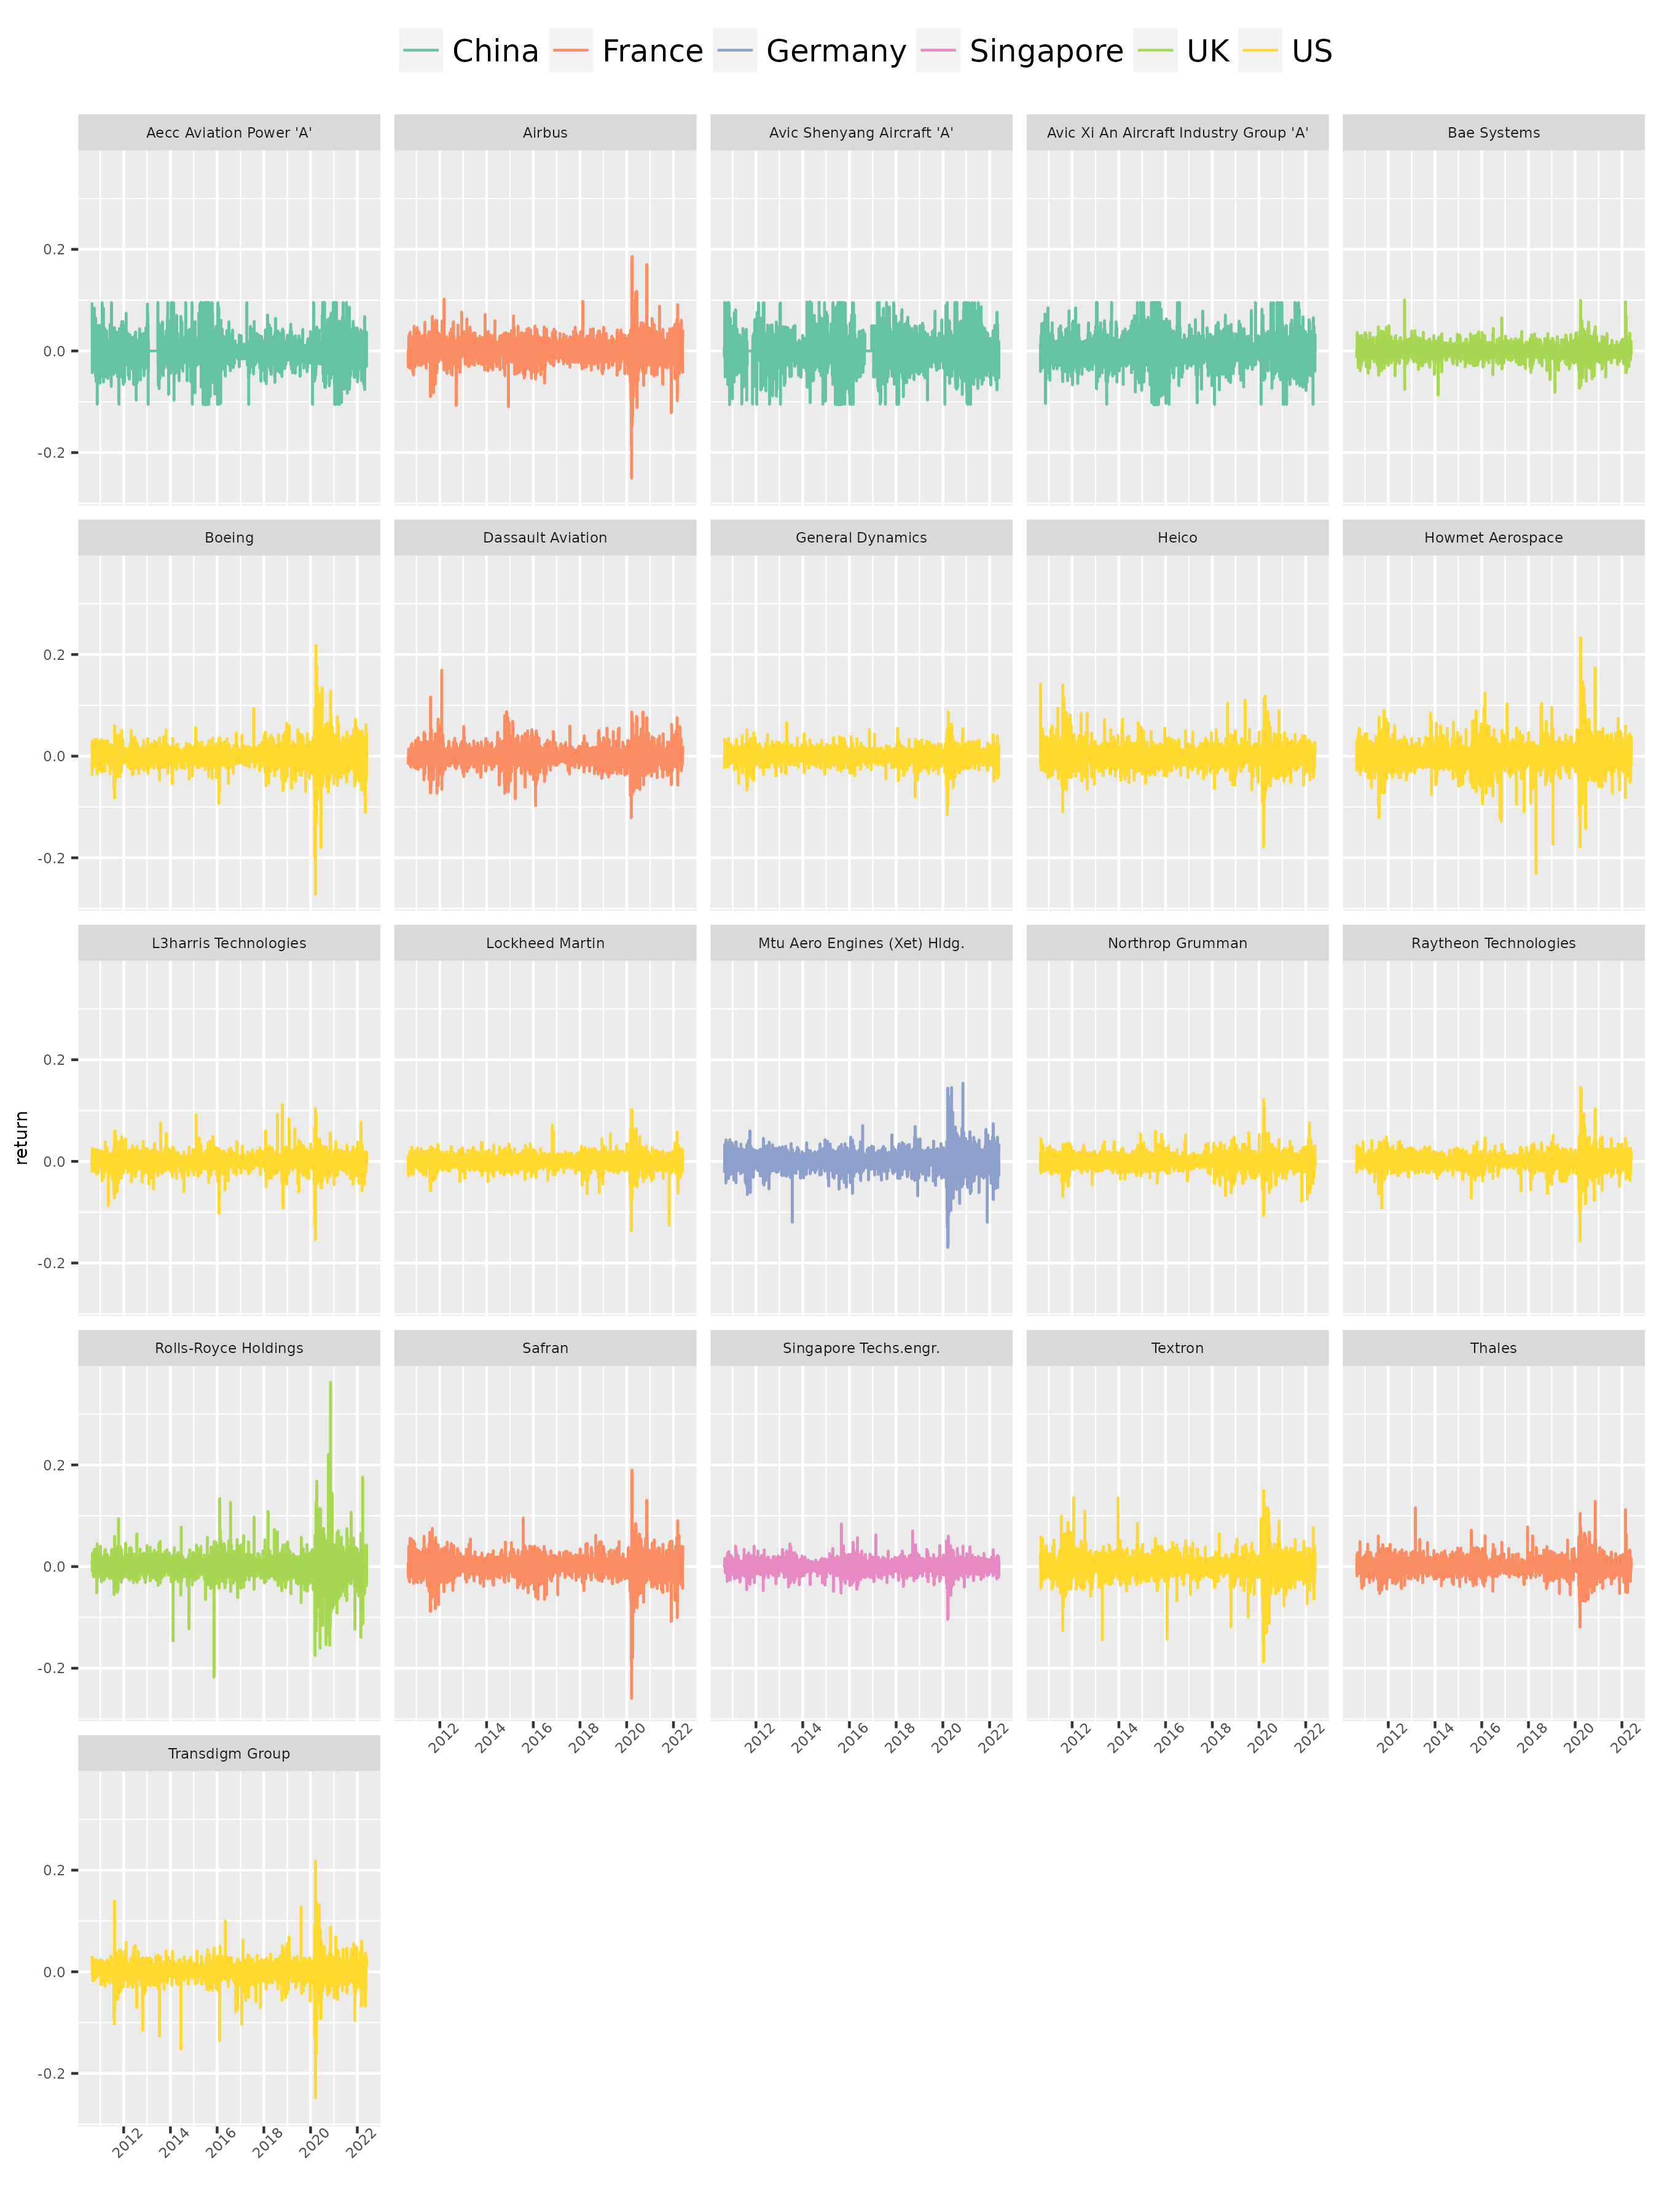 China France Germany Singapore UK US
Aecc Aviation Power 'A' Airbus Avic Shenyang Aircraft 'A' Avic Xi An Aircraft Industry Group 'A' Bae Systems
0.2
0.0
-0.2
Boeing Dassault Aviation General Dynamics Heico Howmet Aerospace
0.2
0.0
-0.2
L3harris Technologies Lockheed Martin Mtu Aero Engines (Xet) Hldg. Northrop Grumman Raytheon Technologies
0.2
return
0.0
-0.2
Rolls-Royce Holdings Safran Singapore Techs.engr. Textron Thales
0.2
0.0
-0.2
2012 2014 2016 2018 2020 2022 2012 2014 2016 2018 2020 2022 2012 2014 2016 2018 2020 2022 2012 2014 2016 2018 2020 2022
Transdigm Group
0.2
0.0
-0.2
2012 2014 2016 2018 2020 2022